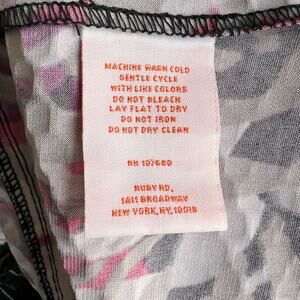 MACHINE WASH COLD
GENTLE CYCLE
WITH LIKE COLORS
DO NOT BLEACH
LAY FLAT TO DRY
DO NOT IRON
DO NOT DRY CLEAN
RN 107680
RUBY RD.
1411 BROADWAY
NEW YORK, NY, 10018